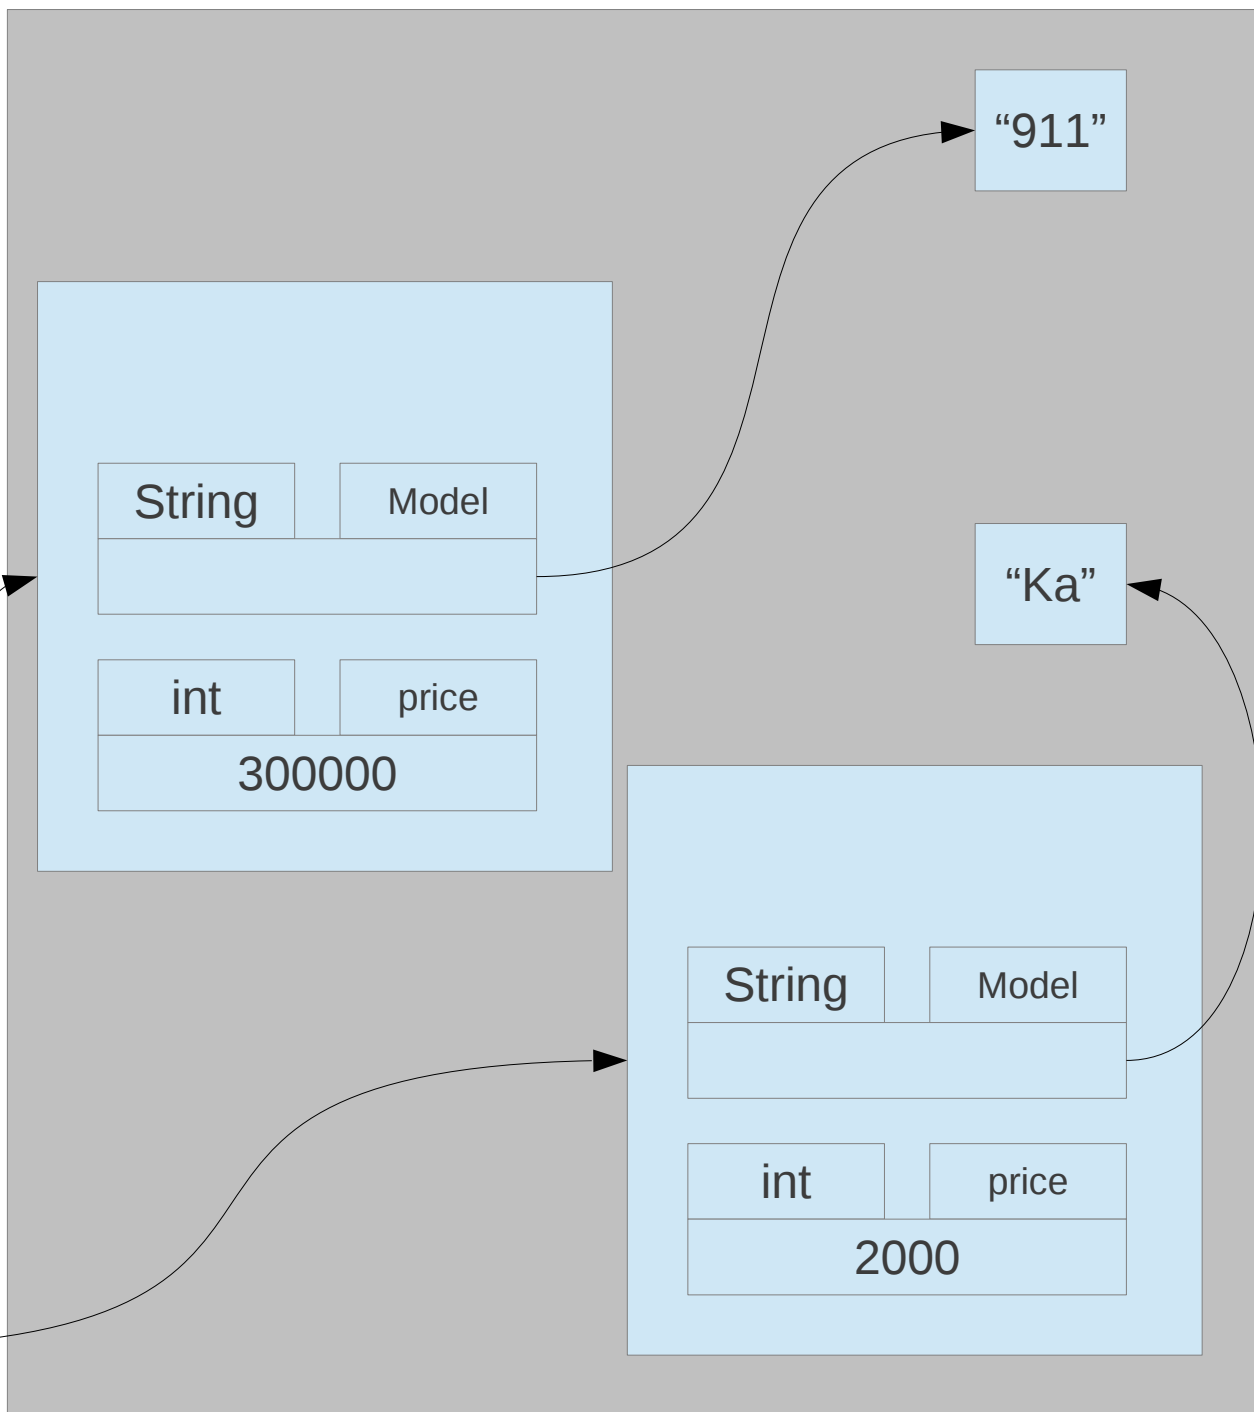 “911”
String
Model
int
price
300000
“Ka”
String
Model
int
price
2000